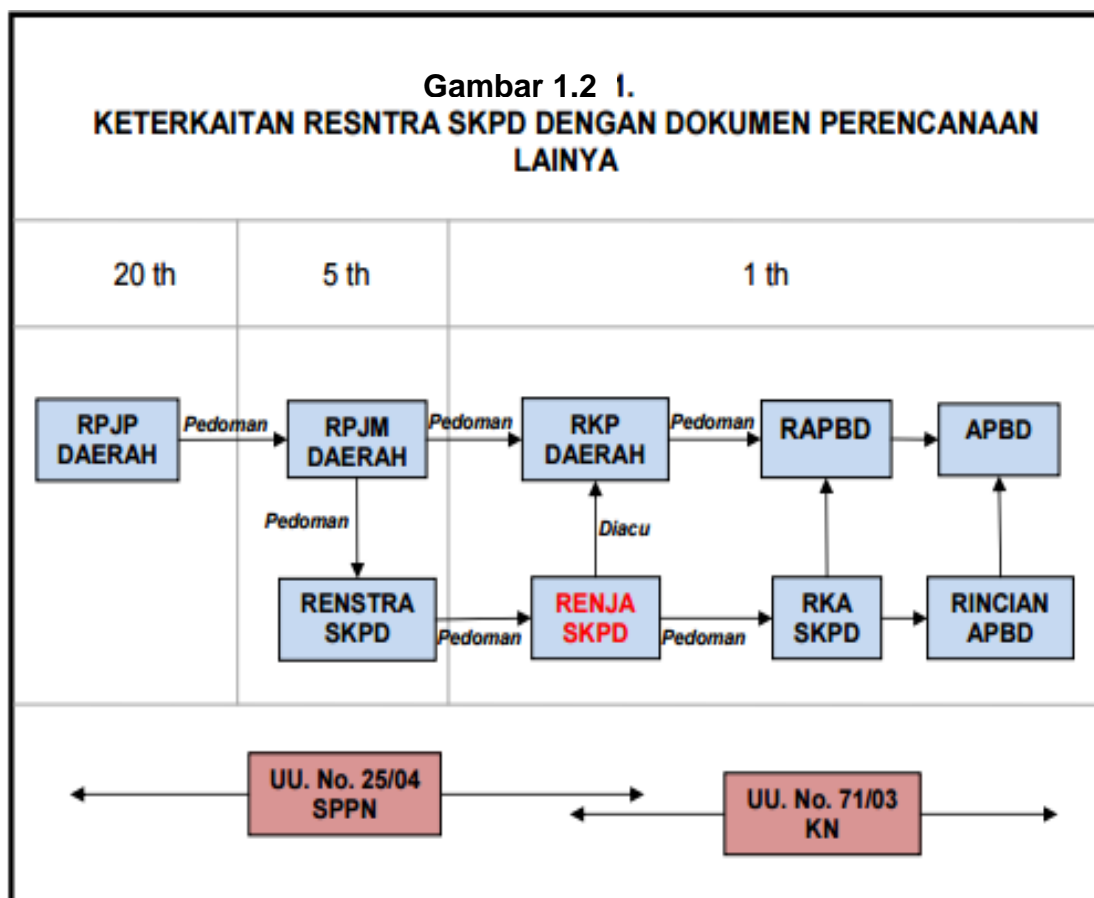 Gambar 1.2 1.
KETERKAITAN RESNTRA SKPD DENGAN DOKUMEN PERENCANAAN
LAINYA
20 th
5 th
1 th
RPJP
DAERAH
Pedoman
RPJM
DAERAH
Pedoman
RKP
DAERAH
Pedoman
RAPBD
APBD
Pedoman
Diacu
RENSTRA
SKPD
Pedoman
RENJA
SKPD
Pedoman
RKA
SKPD
RINCIAN
APBD
UU. No. 25/04
SPPN
UU. No. 71/03
KN